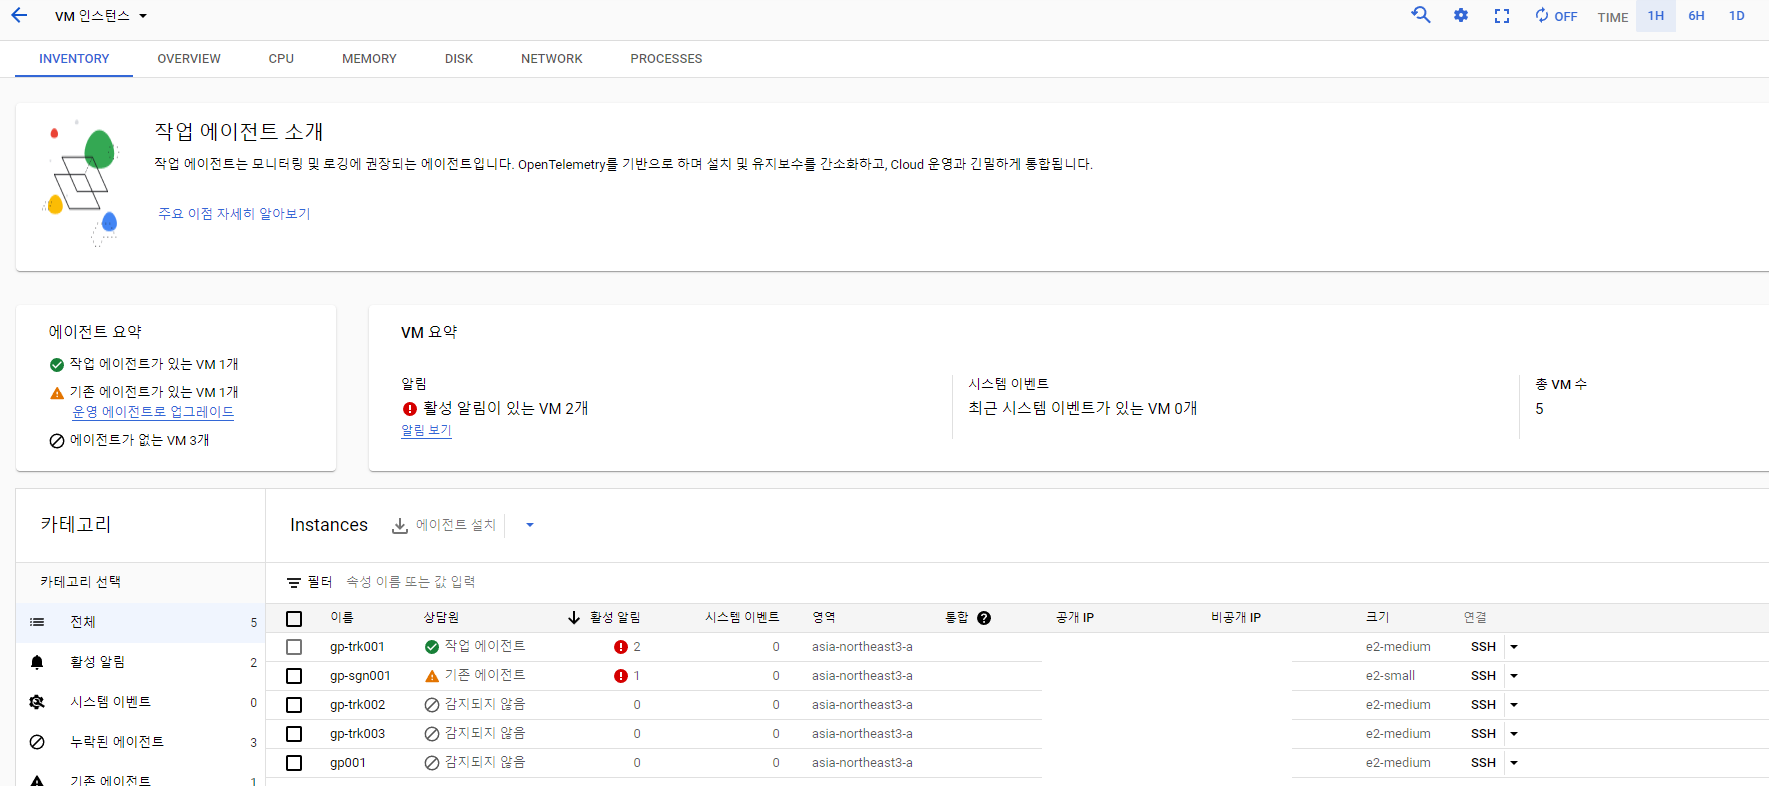 VM 인스턴스
OFF TIME 1H 6H 1D
INVENTORY OVERVIEW CPU MEMORY DISK NETWORK PROCESSES
작업 에이전트 소개
작업 에이전트는 모니터링 및 로깅에 권장되는 에이전트입니다. OpenTelemetry를 기반으로 하며 설치 및 유지보수를 간소화하고, Cloud 운영과 긴밀하게 통합됩니다.
주요 이점 자세히 알아보기
에이전트 요약
작업 에이전트가 있는 VM 1개
기존 에이전트가 있는 VM 1개
운영 에이전트로 업그레이드
에이전트가 없는 VM 3개
VM 요약
알림
활성 알림이 있는 VM 2개
알림 보기
시스템 이벤트
최근 시스템 이벤트가 있는 VM 0개
총 VM 수
5
카테고리
카테고리 선택
전체 5
활성 알림 2
시스템 이벤트 0
누락된 에이전트 3
기존 에이전트 1
Instances 에이전트 설치
필터 속성 이름 또는 값 입력
이름 상담원 활성 알림 시스템 이벤트 영역 통합 공개 IP 비공개 IP 크기 연결
gp-trk001 작업 에이전트 2 0 asia-northeast3-a e2-medium SSH
gp-sgn001 기존 에이전트 1 0 asia-northeast3-a e2-small SSH
gp-trk002 감지되지 않음 0 0 asia-northeast3-a e2-medium SSH
gp-trk003 감지되지 않음 0 0 asia-northeast3-a e2-medium SSH
gp001 감지되지 않음 0 0 asia-northeast3-a e2-medium SSH